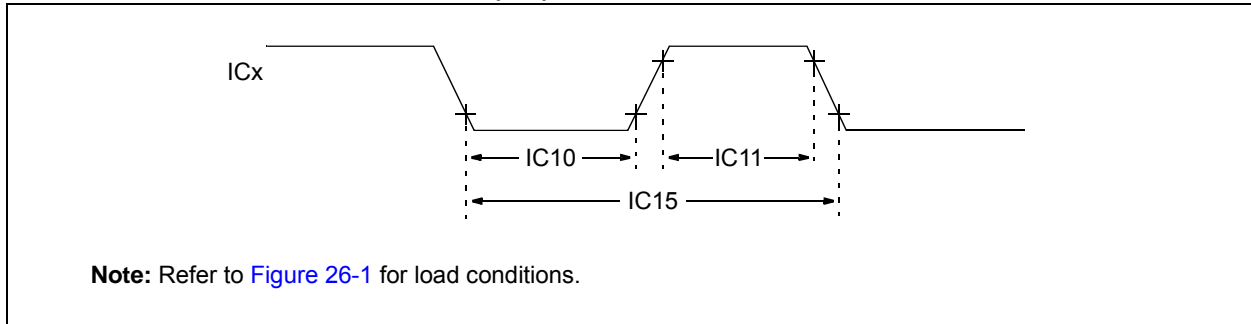 ICx
IC10
IC11
IC15
Note: Refer to Figure 26-1 for load conditions.